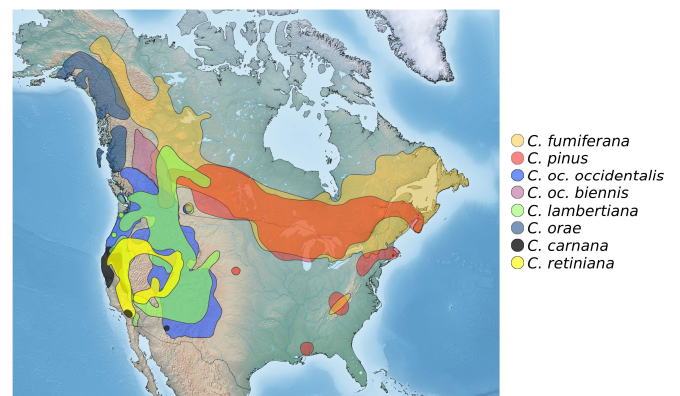 C. fumiferana
C. pinus
C. oc. occidentalis
C. oc. biennis
C. lambertiana
C. orae
C. carnana
C. retiniana